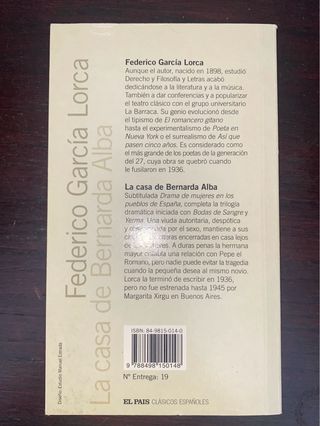 Federico García Lorca
La casa de Bernarda Alba
Diseño: Estudio Manuel Estrada
Federico García Lorca
Aunque el autor, nacido en 1898, estudió
Derecho y Filosofía y Letras acabó
dedicándose a la literatura y a la música.
También a dar conferencias y a popularizar
el teatro clásico con el grupo universitario
La Barraca. Su genio evolucionó desde
el tipismo de El romancero gitano
hasta el experimentalismo de Poeta en
Nueva York o el surrealismo de Así que
pasen cinco años. Es considerado como
el más grande de los poetas de la generación
del 27, cuya obra se quebró cuando
le fusilaron en 1936.
La casa de Bernarda Alba
Subtitulada Drama de mujeres en los
pueblos de España, completa la trilogía
dramática iniciada con Bodas de Sangre y
Yerma. Una viuda autoritaria, despótica
y por el sexo, mantiene a sus
encerradas en casa lejos
de los A duras penas la hermana
mayor una relación con Pepe el
Romano, pero nadie puede evitar la tragedia
cuando la pequeña desea al mismo novio.
Lorca la terminó de escribir en 1936,
pero no fue estrenada hasta 1945 por
Margarita Xirgu en Buenos Aires.
ISBN: 84-9815-014-0
9 788498 150148
Nº Entrega: 19
EL PAIS CLÁSICOS ESPAÑOLES